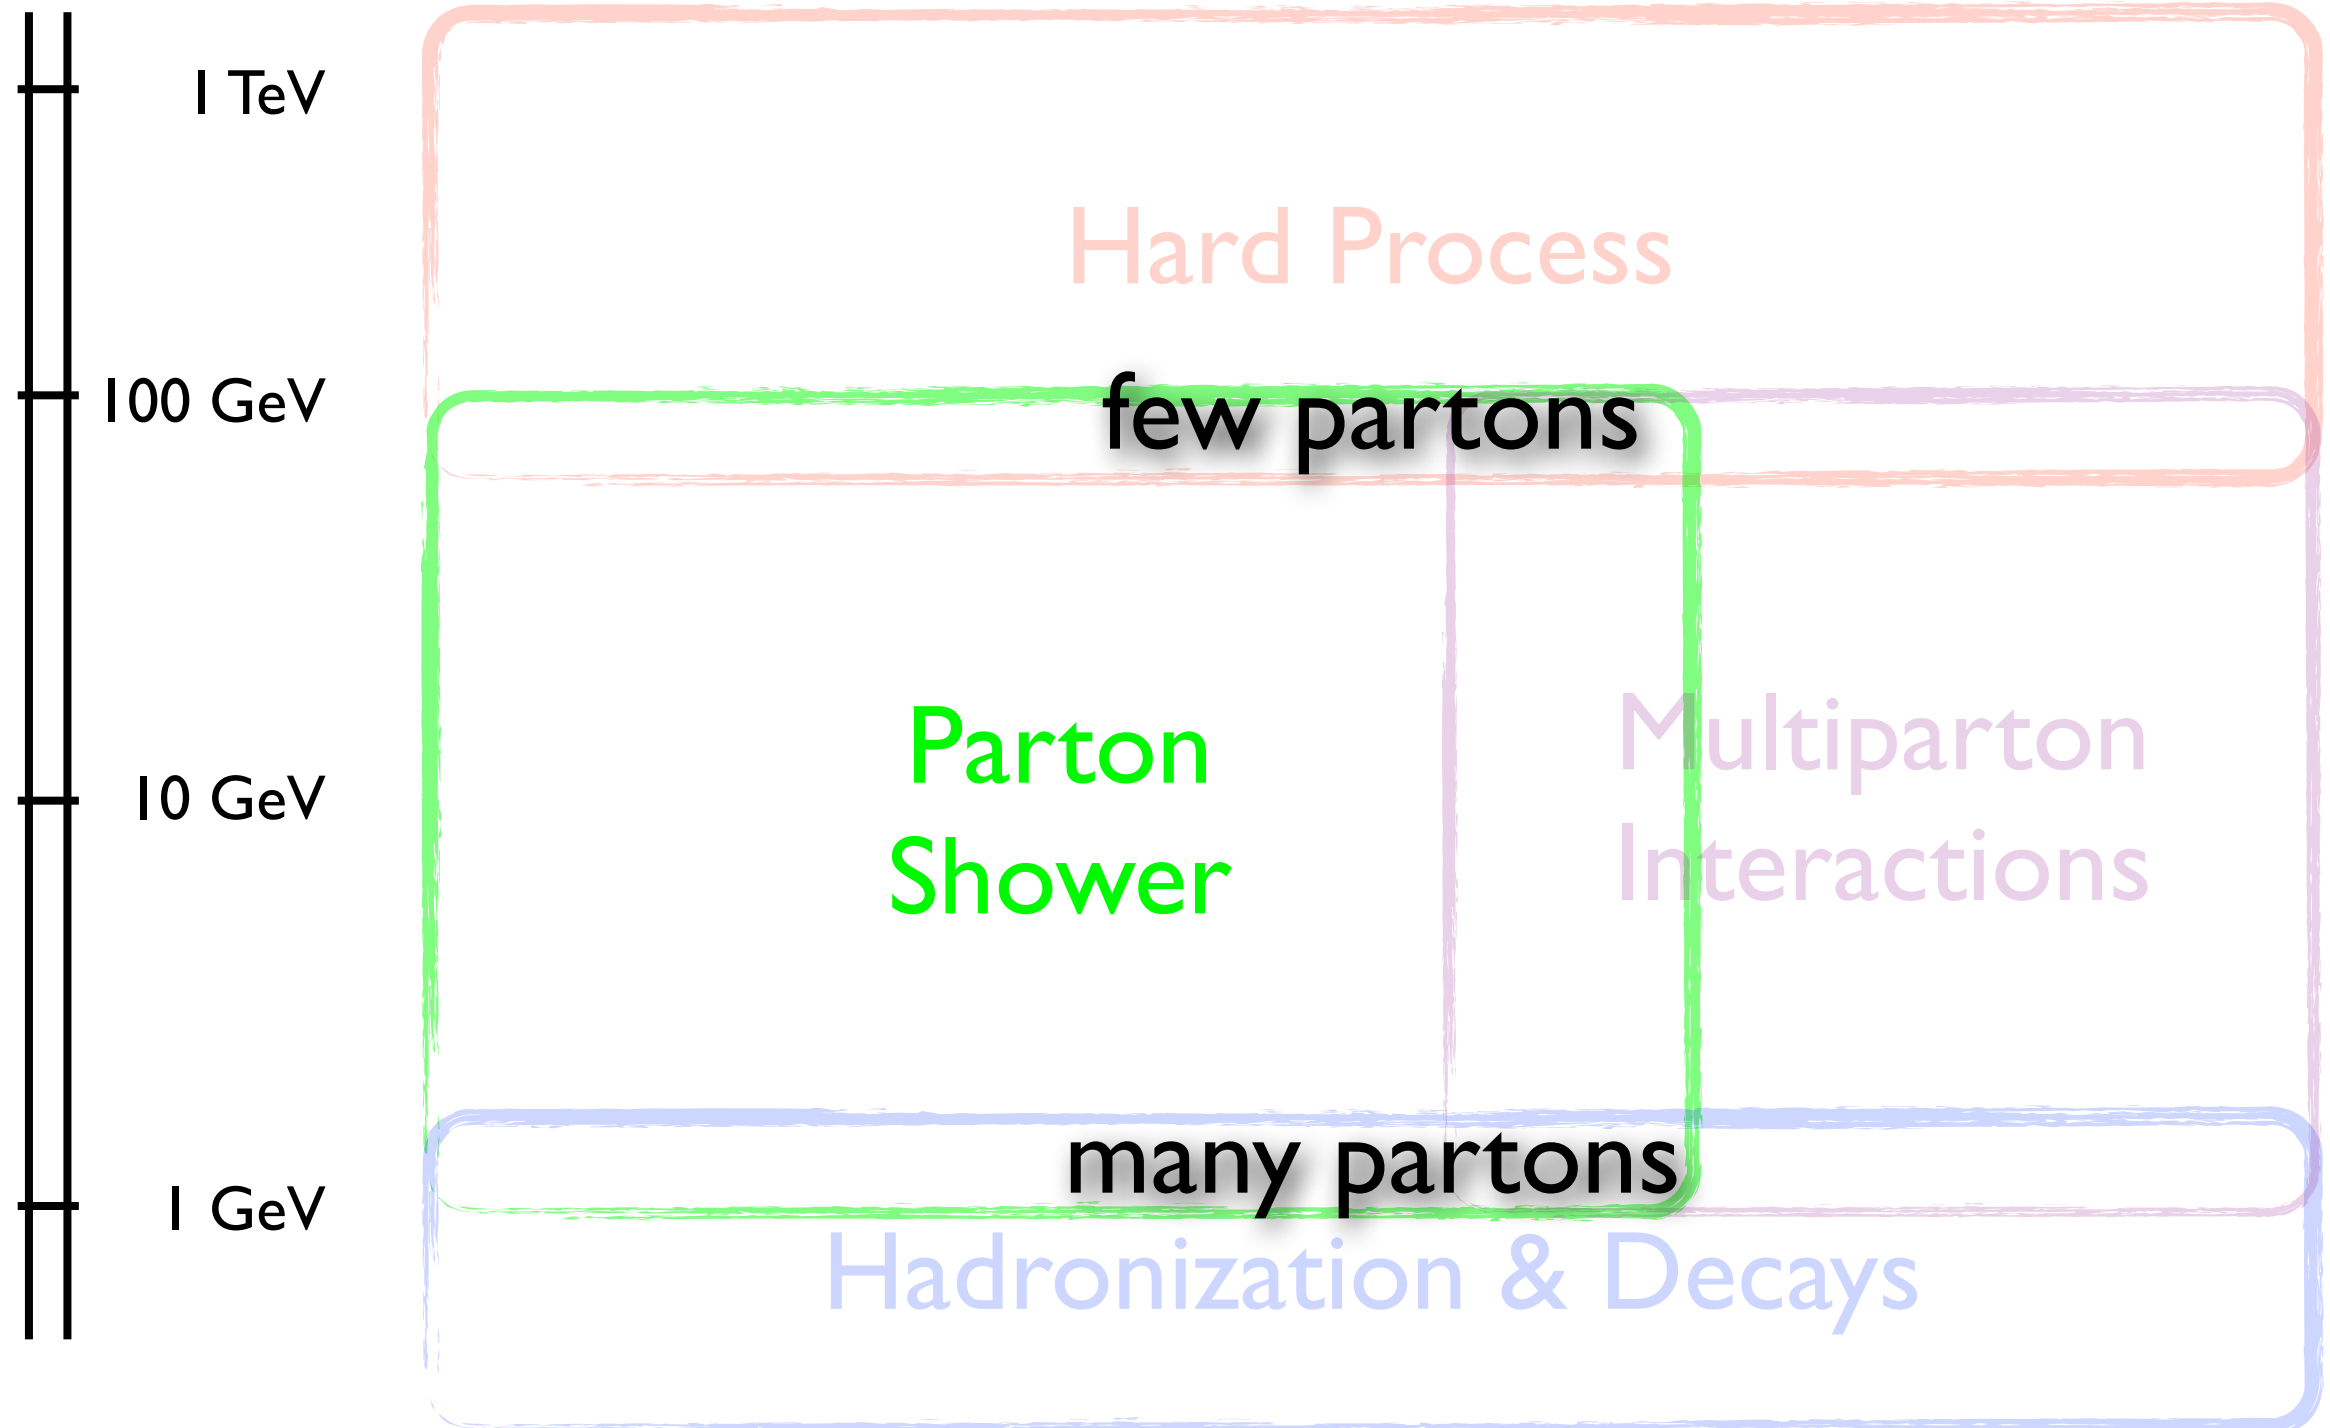 1 TeV
Hard Process
100 GeV
few partons
Parton
Shower
Multiparton
Interactions
10 GeV
many partons
1 GeV
Hadronization & Decays